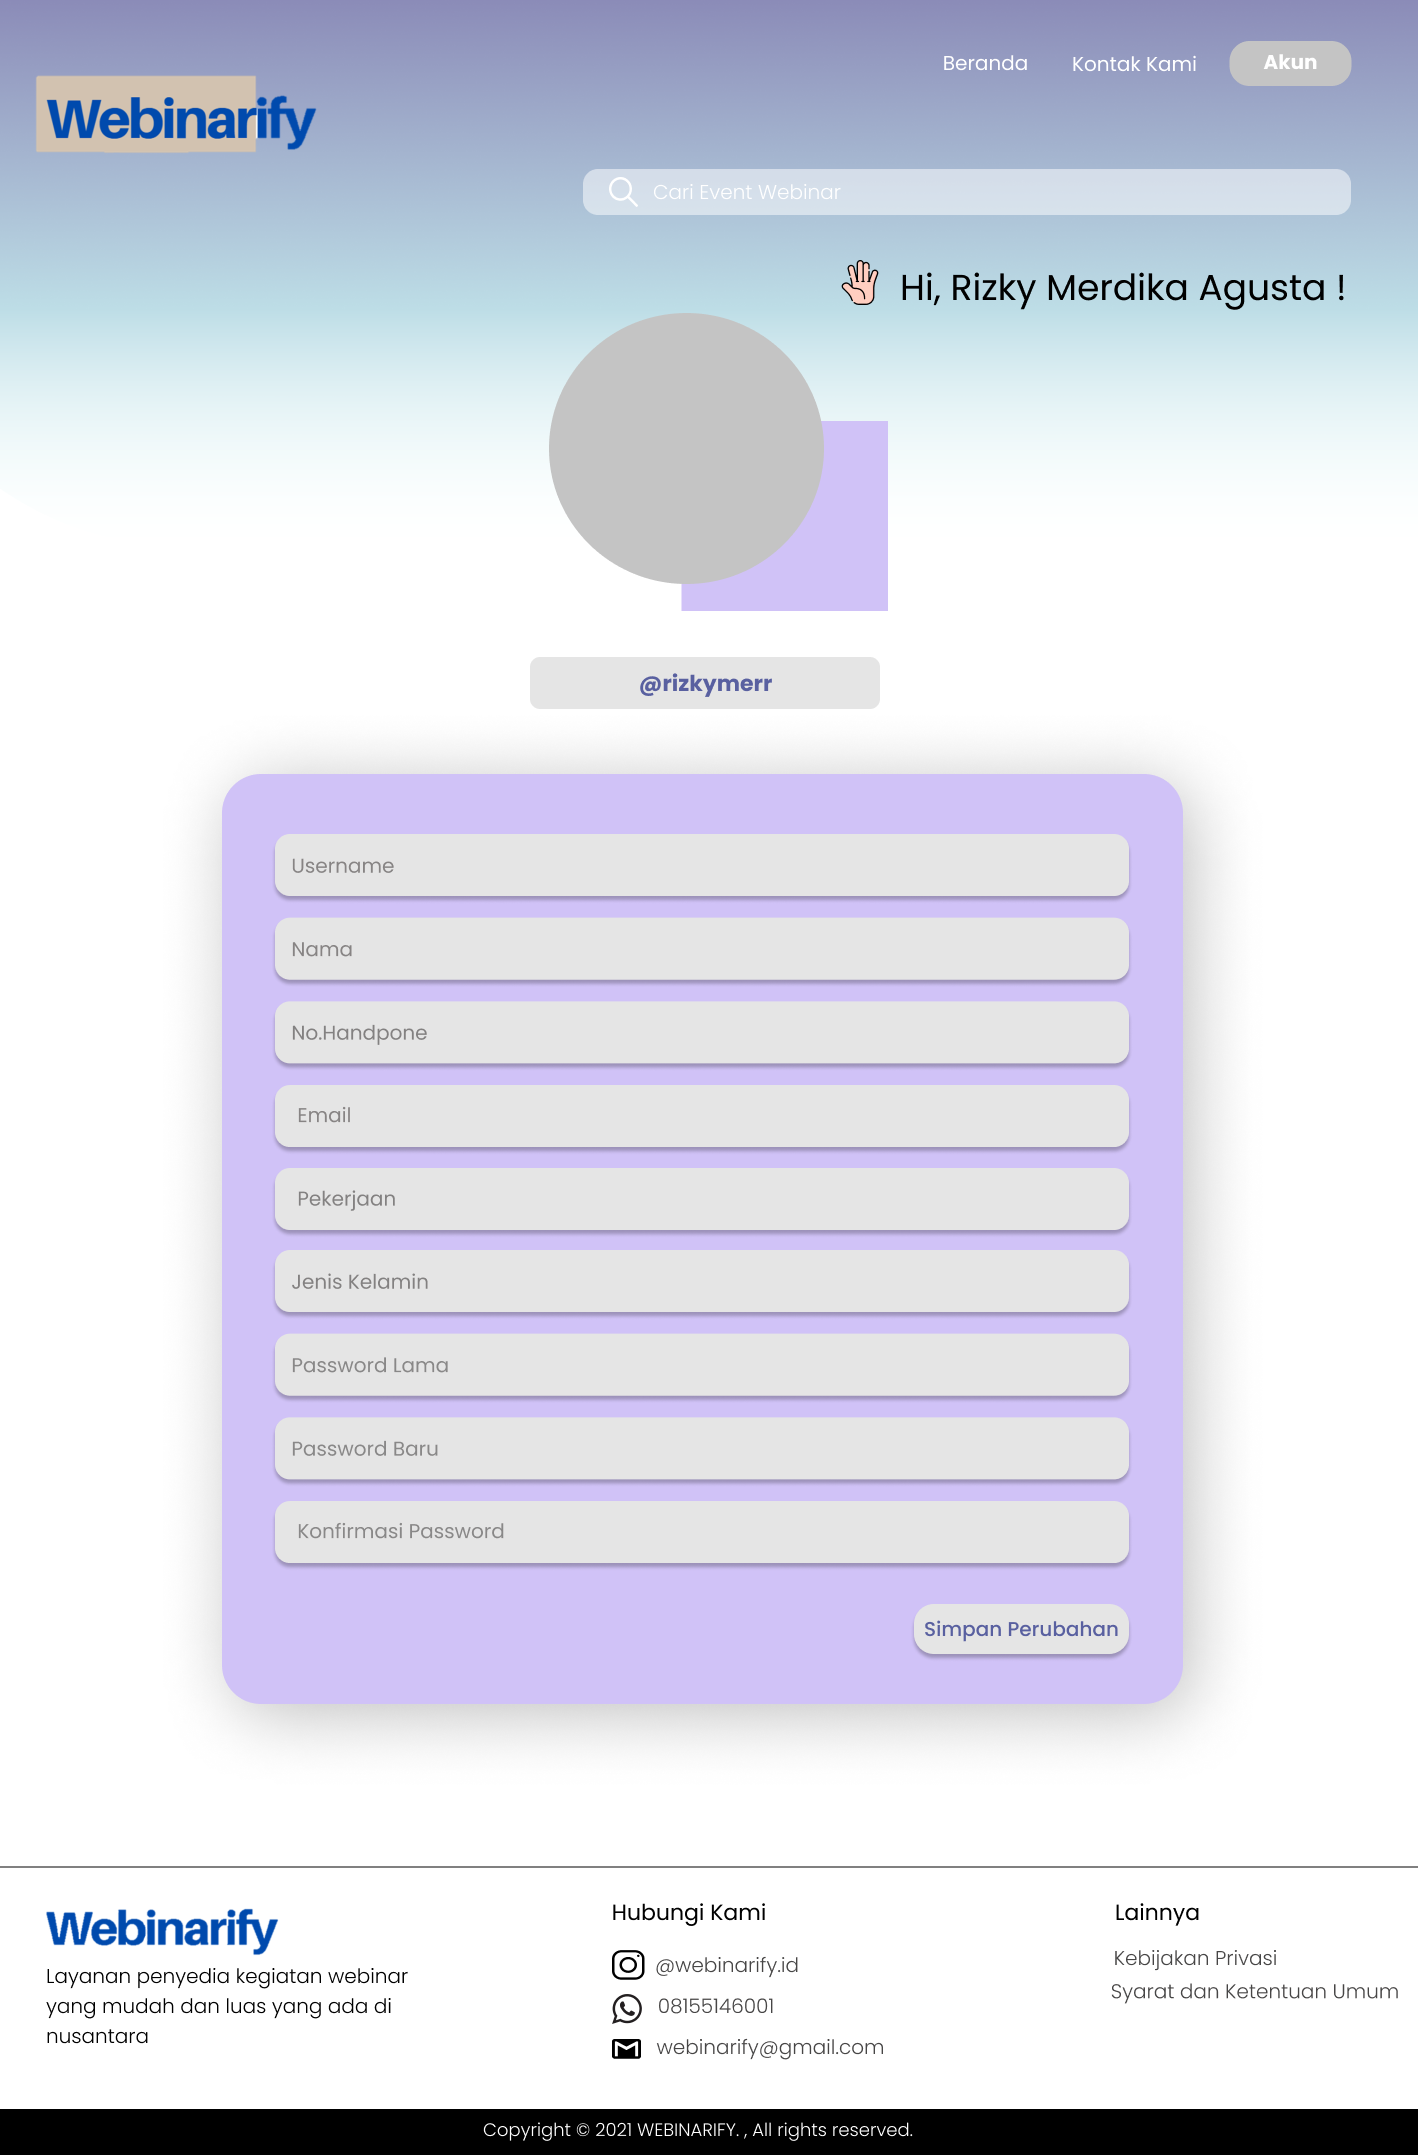 Beranda
Kontak Kami
Akun
Webinarify
Cari Event Webinar
Hi, Rizky Merdika Agusta !
@rizkymerr
Username
Nama
No.Handpone
Email
Pekerjaan
Jenis Kelamin
Password Lama
Password Baru
Konfirmasi Password
Simpan Perubahan
Webinarify
Layanan penyedia kegiatan webinar
yang mudah dan luas yang ada di
nusantara
Hubungi Kami
@webinarify.id
08155146001
webinarify@gmail.com
Lainnya
Kebijakan Privasi
Syarat dan Ketentuan Umum
Copyright © 2021 WEBINARIFY. , All rights reserved.